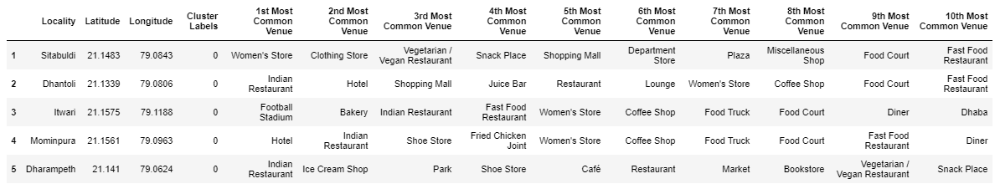 Locality Latitude Longitude Cluster Labels 1st Most Common Venue 2nd Most Common Venue 3rd Most Common Venue 4th Most Common Venue 5th Most Common Venue 6th Most Common Venue 7th Most Common Venue 8th Most Common Venue 9th Most Common Venue 10th Most Common Venue
1 Sitabuldi 21.1483 79.0843 0 Women's Store Clothing Store Vegetarian / Vegan Restaurant Snack Place Shopping Mall Department Store Plaza Miscellaneous Shop Food Court Fast Food Restaurant
2 Dhantoli 21.1339 79.0806 0 Indian Restaurant Hotel Shopping Mall Juice Bar Restaurant Lounge Women's Store Coffee Shop Food Court Fast Food Restaurant
3 Itwari 21.1575 79.1188 0 Football Stadium Bakery Indian Restaurant Fast Food Restaurant Women's Store Coffee Shop Food Truck Food Court Diner Dhaba
4 Mominpura 21.1561 79.0963 0 Hotel Indian Restaurant Shoe Store Fried Chicken Joint Women's Store Coffee Shop Food Truck Food Court Fast Food Restaurant Diner
5 Dharampeth 21.141 79.0624 0 Indian Restaurant Ice Cream Shop Park Shoe Store Café Restaurant Market Bookstore Vegetarian / Vegan Restaurant Snack Place